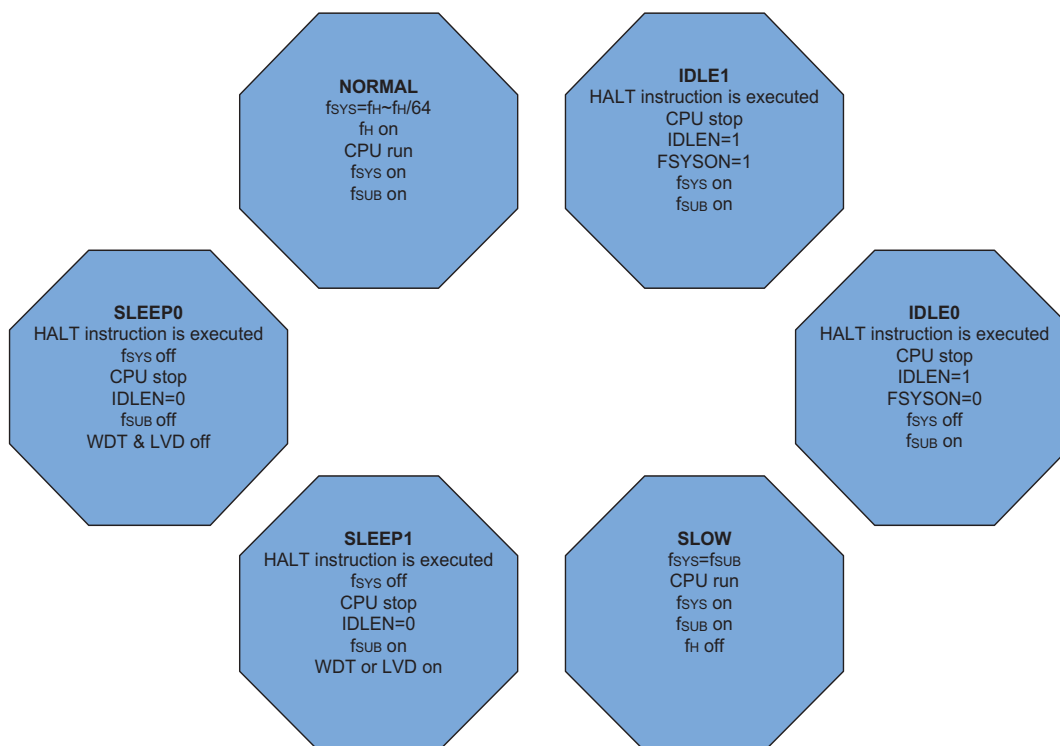 NORMAL
fSYS=fH~fH/64
fH on
CPU run
fSYS on
fSUB on
IDLE1
HALT instruction is executed
CPU stop
IDLEN=1
FSYSON=1
fSYS on
fSUB on
SLEEP0
HALT instruction is executed
fSYS off
CPU stop
IDLEN=0
fSUB off
WDT & LVD off
IDLE0
HALT instruction is executed
CPU stop
IDLEN=1
FSYSON=0
fSYS off
fSUB on
SLEEP1
HALT instruction is executed
fSYS off
CPU stop
IDLEN=0
fSUB on
WDT or LVD on
SLOW
fSYS=fSUB
CPU run
fSYS on
fSUB on
fH off